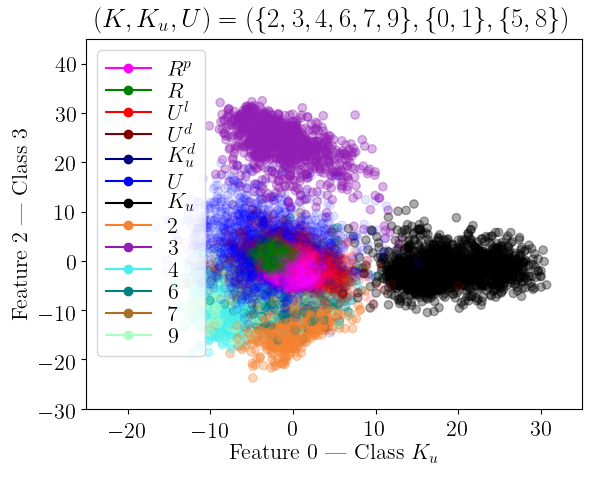 (K, K_u, U) = ({2, 3, 4, 6, 7, 9}, {0, 1}, {5, 8})
Feature 2 — Class 3
40
30
20
10
0
−10
−20
−30
R^p
R
U^l
U^d
K_u^d
U
K_u
2
3
4
6
7
9
−20 −10 0 10 20 30
Feature 0 — Class K_u